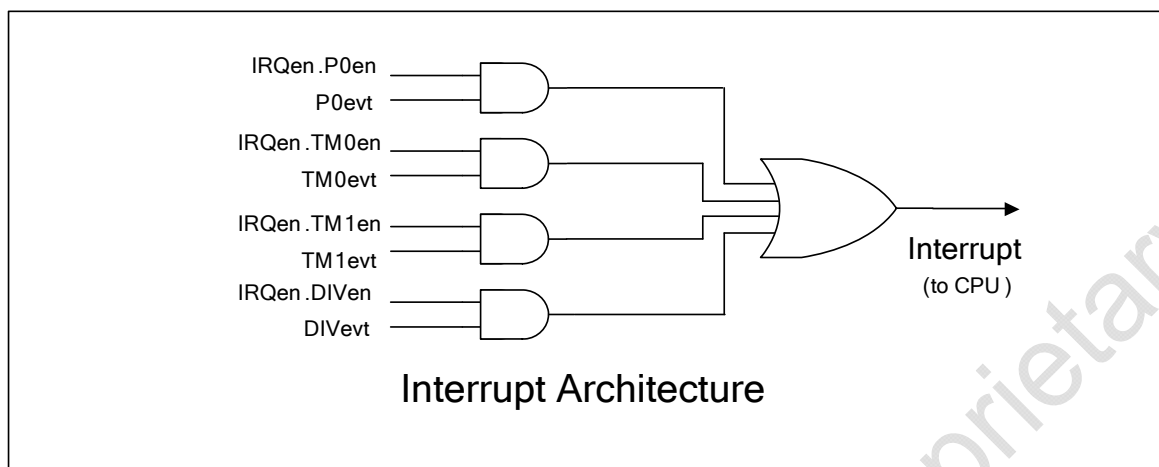 IRQen.P0en
P0evt
IRQen.TM0en
TM0evt
IRQen.TM1en
TM1evt
IRQen.DIVen
DIVevt
Interrupt
(to CPU)
Interrupt Architecture